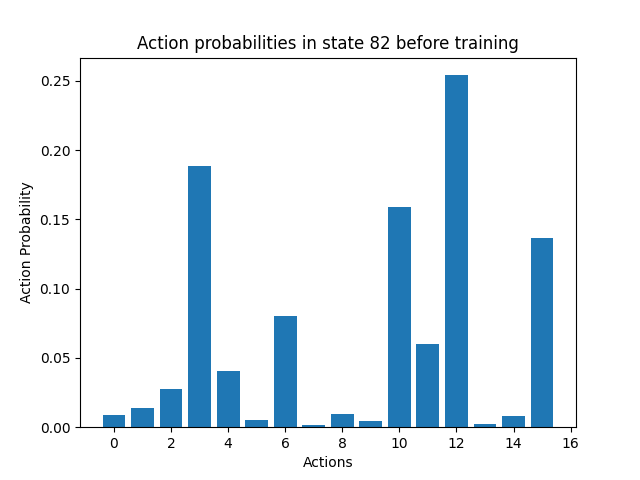 Action probabilities in state 82 before training
0.25
0.20
0.15
0.10
0.05
0.00
Action Probability
0 2 4 6 8 10 12 14 16
Actions